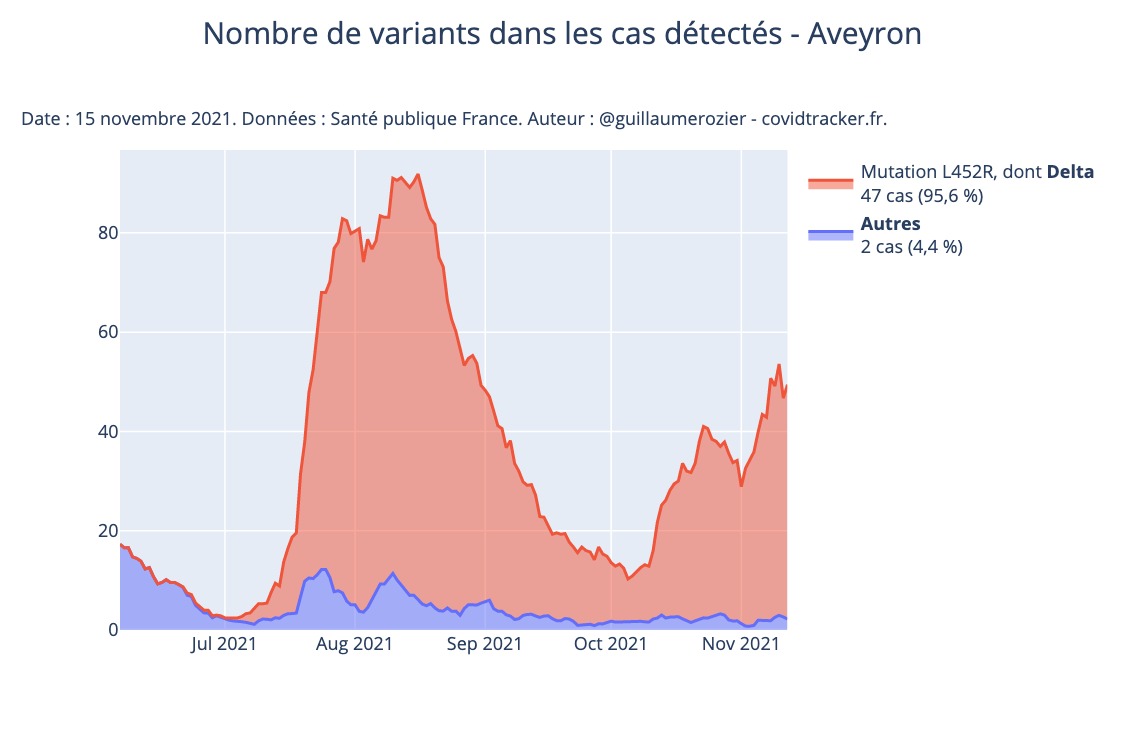 Nombre de variants dans les cas détectés - Aveyron
Date : 15 novembre 2021. Données : Santé publique France. Auteur : @guillaumerozier - covidtracker.fr.
Mutation L452R, dont Delta
47 cas (95,6 %)
Autres
2 cas (4,4 %)
80
60
40
20
0
Jul 2021 Aug 2021 Sep 2021 Oct 2021 Nov 2021